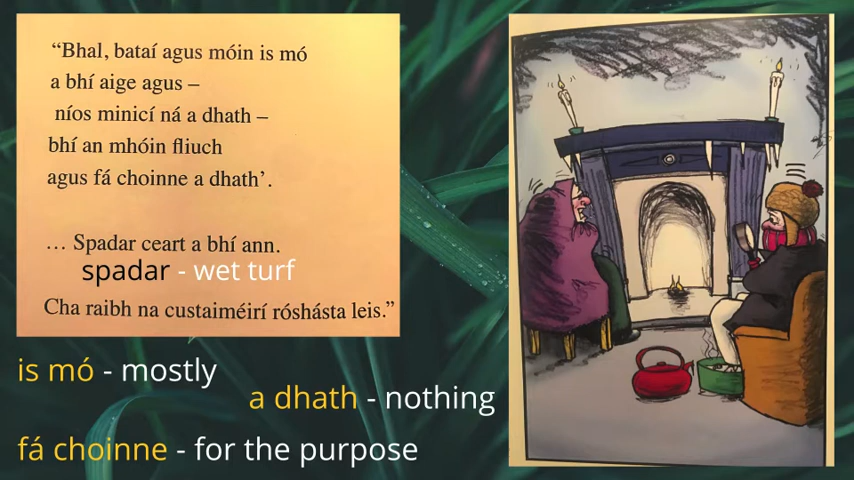 “Bhal, bataí agus móin is mó
a bhí aige agus –
níos minicí ná a dhath –
bhí an mhóin fliuch
agus fá choinne a dhath’.
… Spadar ceart a bhí ann.
spadar - wet turf
Cha raibh na custaiméirí róshásta leis.”
is mó - mostly
a dhath - nothing
fá choinne - for the purpose